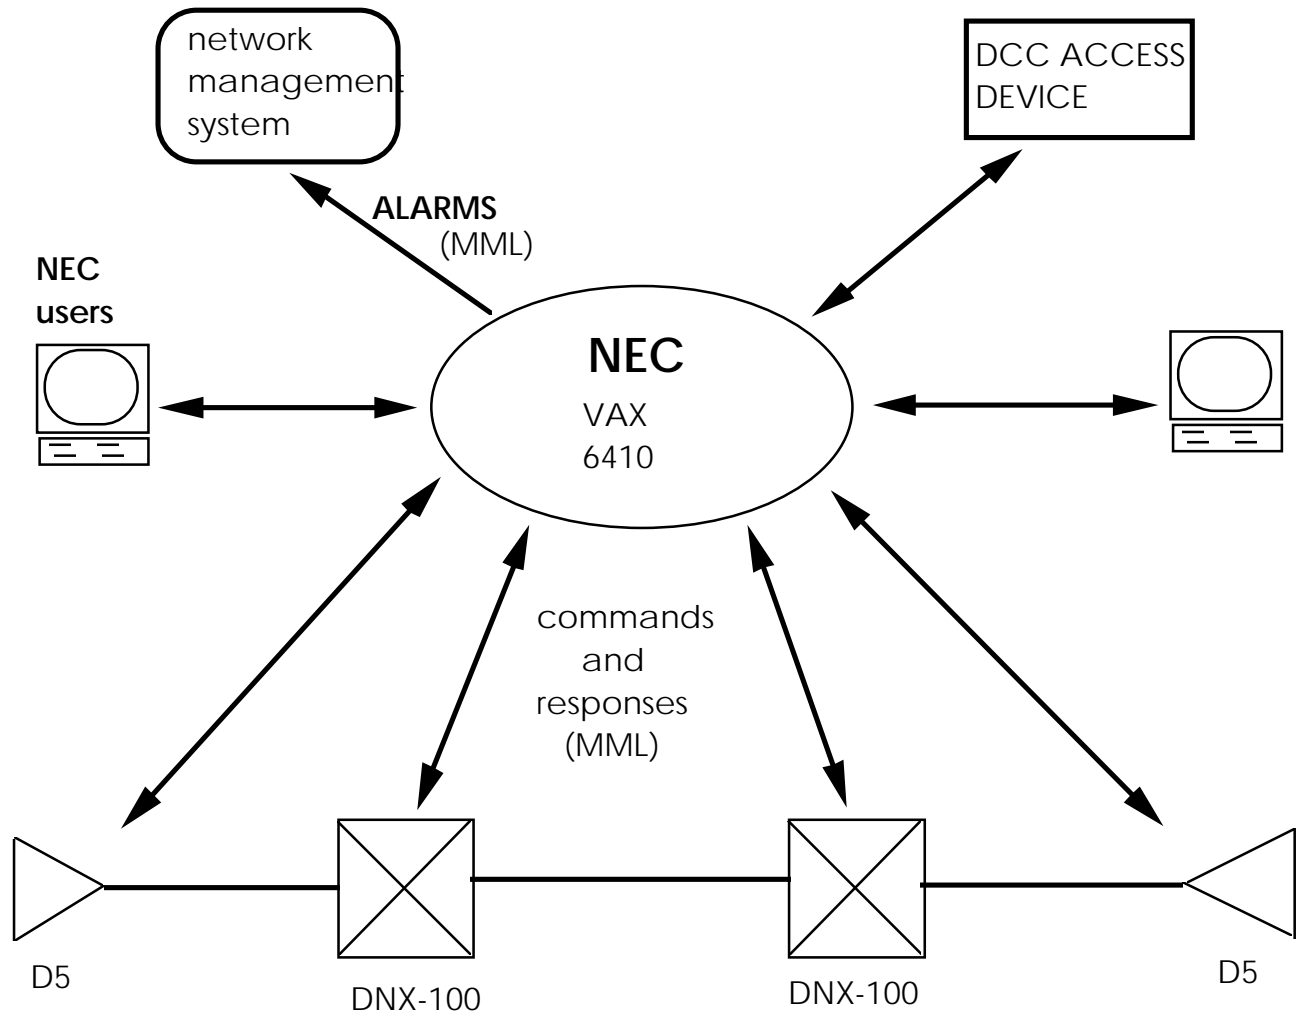 network
management
system
DCC ACCESS
DEVICE
ALARMS
(MML)
NEC
users
NEC
VAX
6410
commands
and
responses
(MML)
D5
DNX-100
DNX-100
D5